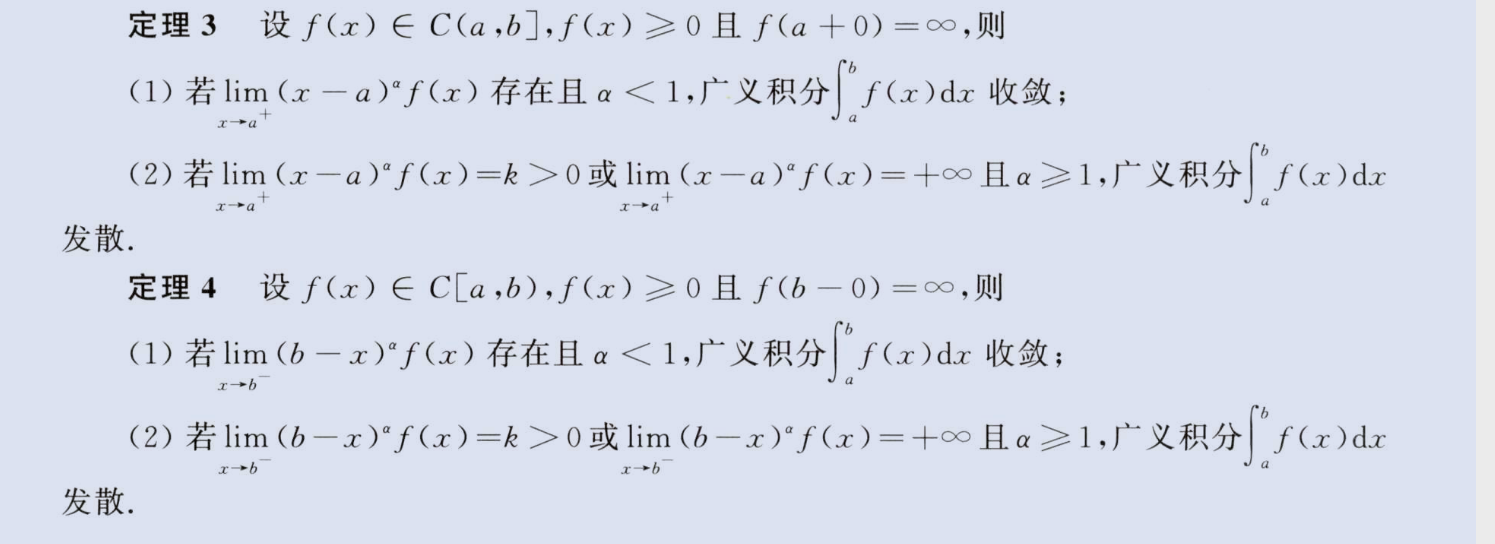 定理 3 设 f(x) ∈ C(a,b],f(x) ⩾ 0 且 f(a + 0) = ∞,则
(1) 若 lim_{x→a⁺} (x − a)^α f(x) 存在且 α < 1,广义积分 ∫_a^b f(x)dx 收敛;
(2) 若 lim_{x→a⁺} (x−a)^α f(x)=k >0 或 lim_{x→a⁺} (x−a)^α f(x)=+∞ 且 α⩾1,广义积分 ∫_a^b f(x)dx
发散.
定理 4 设 f(x) ∈ C[a,b),f(x) ⩾ 0 且 f(b − 0) = ∞,则
(1) 若 lim_{x→b⁻} (b − x)^α f(x) 存在且 α < 1,广义积分 ∫_a^b f(x)dx 收敛;
(2) 若 lim_{x→b⁻} (b−x)^α f(x)=k >0 或 lim_{x→b⁻} (b−x)^α f(x)=+∞ 且 α⩾1,广义积分 ∫_a^b f(x)dx
发散.